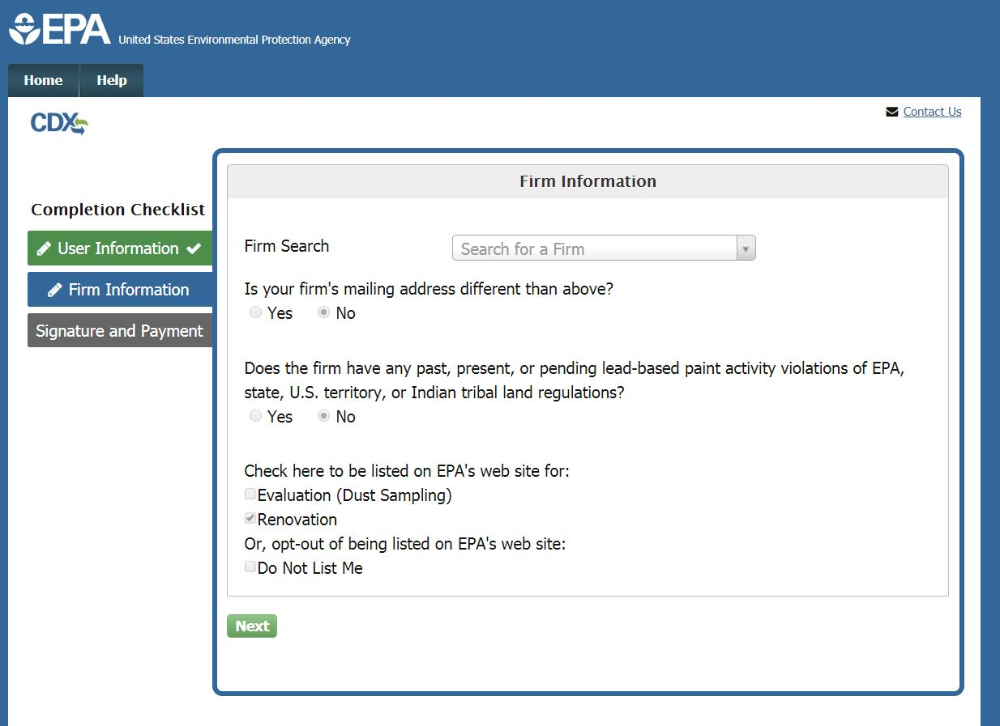 EPA United States Environmental Protection Agency
Home Help
CDX
Contact Us
Completion Checklist
User Information
Firm Information
Signature and Payment
Firm Information
Firm Search Search for a Firm
Is your firm's mailing address different than above?
Yes No
Does the firm have any past, present, or pending lead-based paint activity violations of EPA,
state, U.S. territory, or Indian tribal land regulations?
Yes No
Check here to be listed on EPA's web site for:
Evaluation (Dust Sampling)
Renovation
Or, opt-out of being listed on EPA's web site:
Do Not List Me
Next